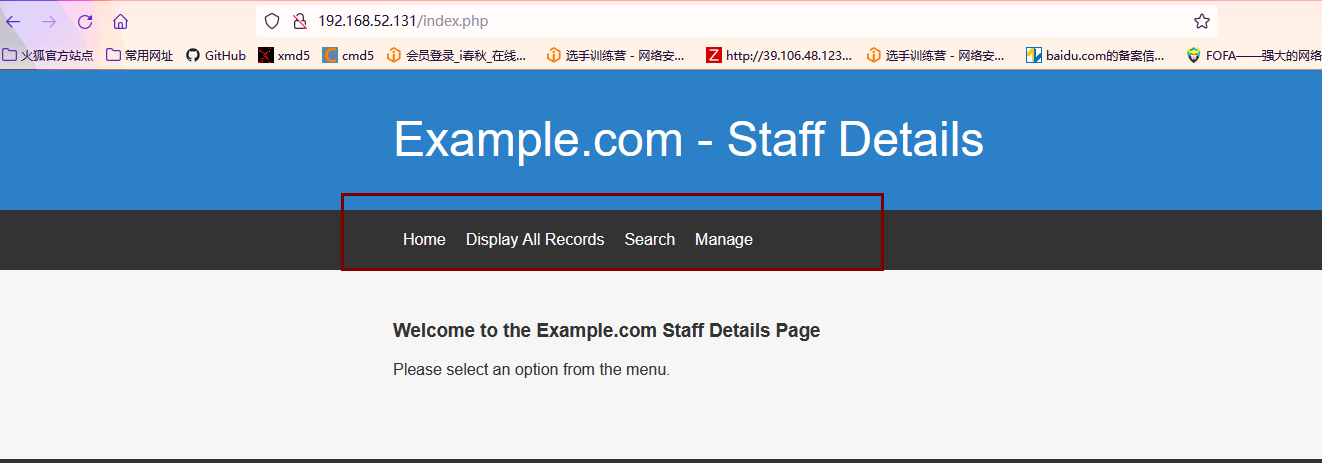 192.168.52.131/index.php
火狐官方站点 常用网址 GitHub xmd5 cmd5 会员登录_i春秋_在线... 选手训练营 - 网络安... http://39.106.48.123... 选手训练营 - 网络安... baidu.com的备案信... FOFA——强大的网络
Example.com - Staff Details
Home Display All Records Search Manage
Welcome to the Example.com Staff Details Page
Please select an option from the menu.